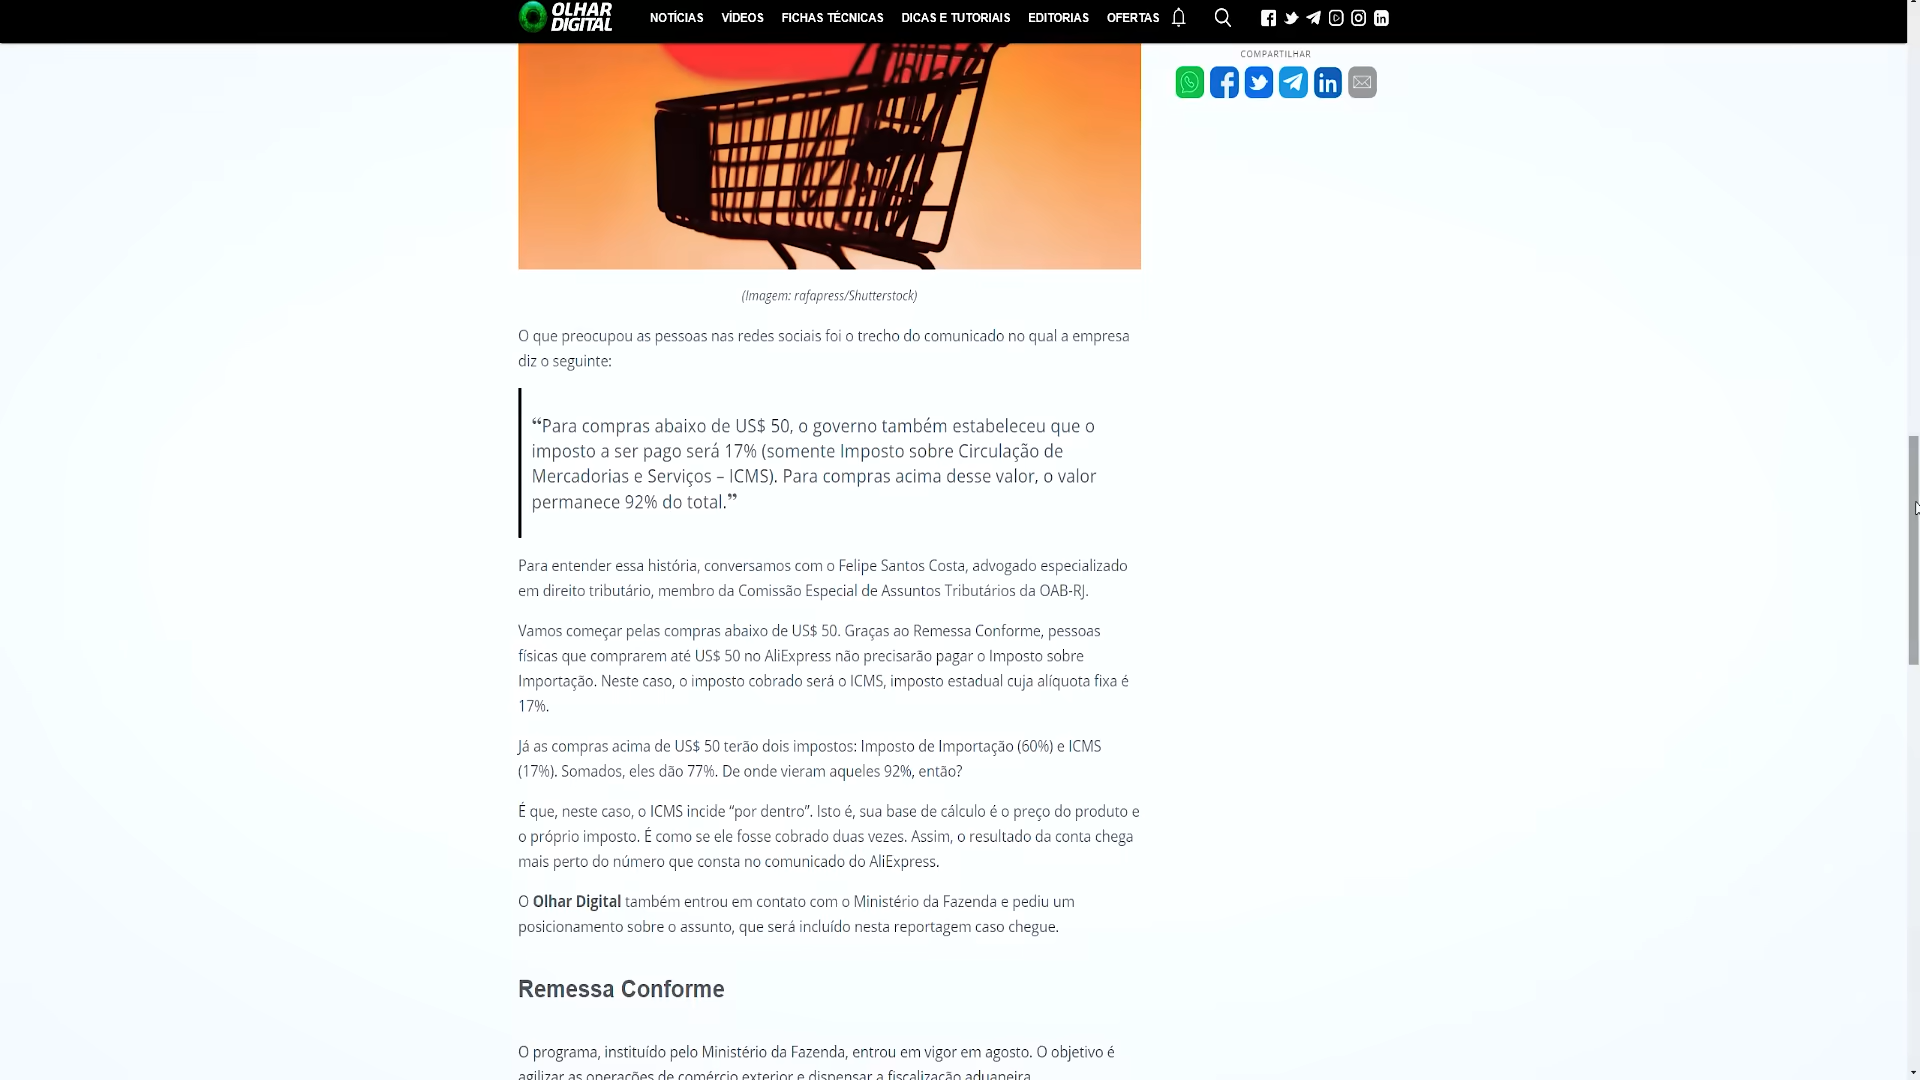 OLHAR
DIGITAL
NOTÍCIAS VÍDEOS FICHAS TÉCNICAS DICAS E TUTORIAIS EDITORIAS OFERTAS
COMPARTILHAR
(Imagem: rafapress/Shutterstock)
O que preocupou as pessoas nas redes sociais foi o trecho do comunicado no qual a empresa
diz o seguinte:
“Para compras abaixo de US$ 50, o governo também estabeleceu que o
imposto a ser pago será 17% (somente Imposto sobre Circulação de
Mercadorias e Serviços – ICMS). Para compras acima desse valor, o valor
permanece 92% do total.”
Para entender essa história, conversamos com o Felipe Santos Costa, advogado especializado
em direito tributário, membro da Comissão Especial de Assuntos Tributários da OAB-RJ.
Vamos começar pelas compras abaixo de US$ 50. Graças ao Remessa Conforme, pessoas
físicas que comprarem até US$ 50 no AliExpress não precisarão pagar o Imposto sobre
Importação. Neste caso, o imposto cobrado será o ICMS, imposto estadual cuja alíquota fixa é
17%.
Já as compras acima de US$ 50 terão dois impostos: Imposto de Importação (60%) e ICMS
(17%). Somados, eles dão 77%. De onde vieram aqueles 92%, então?
É que, neste caso, o ICMS incide “por dentro”. Isto é, sua base de cálculo é o preço do produto e
o próprio imposto. É como se ele fosse cobrado duas vezes. Assim, o resultado da conta chega
mais perto do número que consta no comunicado do AliExpress.
O Olhar Digital também entrou em contato com o Ministério da Fazenda e pediu um
posicionamento sobre o assunto, que será incluído nesta reportagem caso chegue.
Remessa Conforme
O programa, instituído pelo Ministério da Fazenda, entrou em vigor em agosto. O objetivo é
agilizar as operações de comércio exterior e dispensar a fiscalização aduaneira.